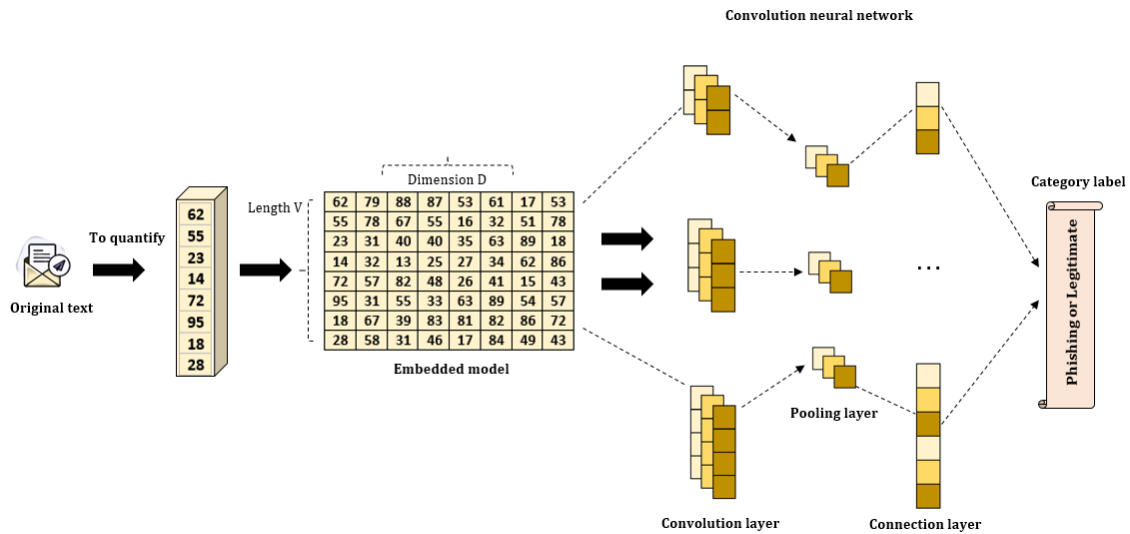 Convolution neural network
Dimension D
Length V
To quantify
Original text
62
55
23
14
72
95
18
28
62 79 88 87 53 61 17 53
55 78 67 55 16 32 51 78
23 31 40 40 35 63 89 18
14 32 13 25 27 34 62 86
72 57 82 48 26 41 15 43
95 31 55 33 63 89 54 57
18 67 39 83 81 82 86 72
28 58 31 46 17 84 49 43
Embedded model
Pooling layer
Convolution layer
Connection layer
...
Category label
Phishing or Legitimate